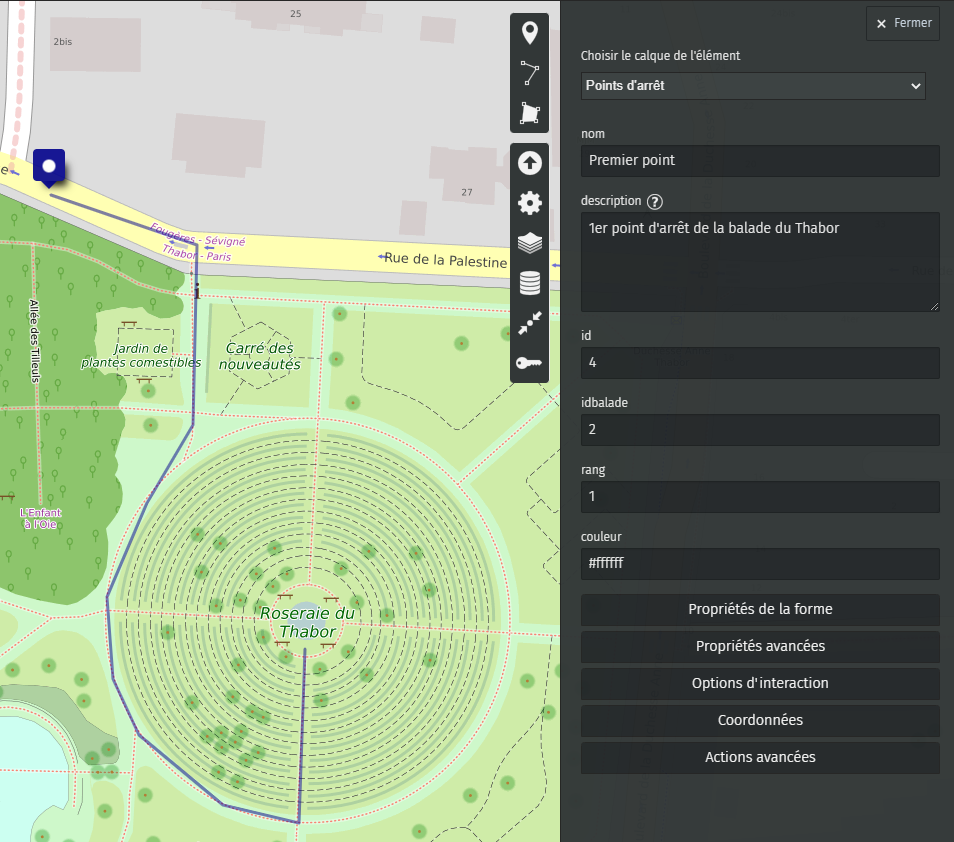 25
2bis
27
e
Fougères - Sévigné
Thabor - Paris
Rue de la Palestine
i
Allée des Tilleuls
Jardin de
plantes comestibles
Carré des
nouveautés
L'Enfant
à l'Oie
Roseraie du
Thabor
× Fermer
Choisir le calque de l'élément
Points d'arrêt
nom
Premier point
description ?
1er point d'arrêt de la balade du Thabor
id
4
idbalade
2
rang
1
couleur
#ffffff
Propriétés de la forme
Propriétés avancées
Options d'interaction
Coordonnées
Actions avancées